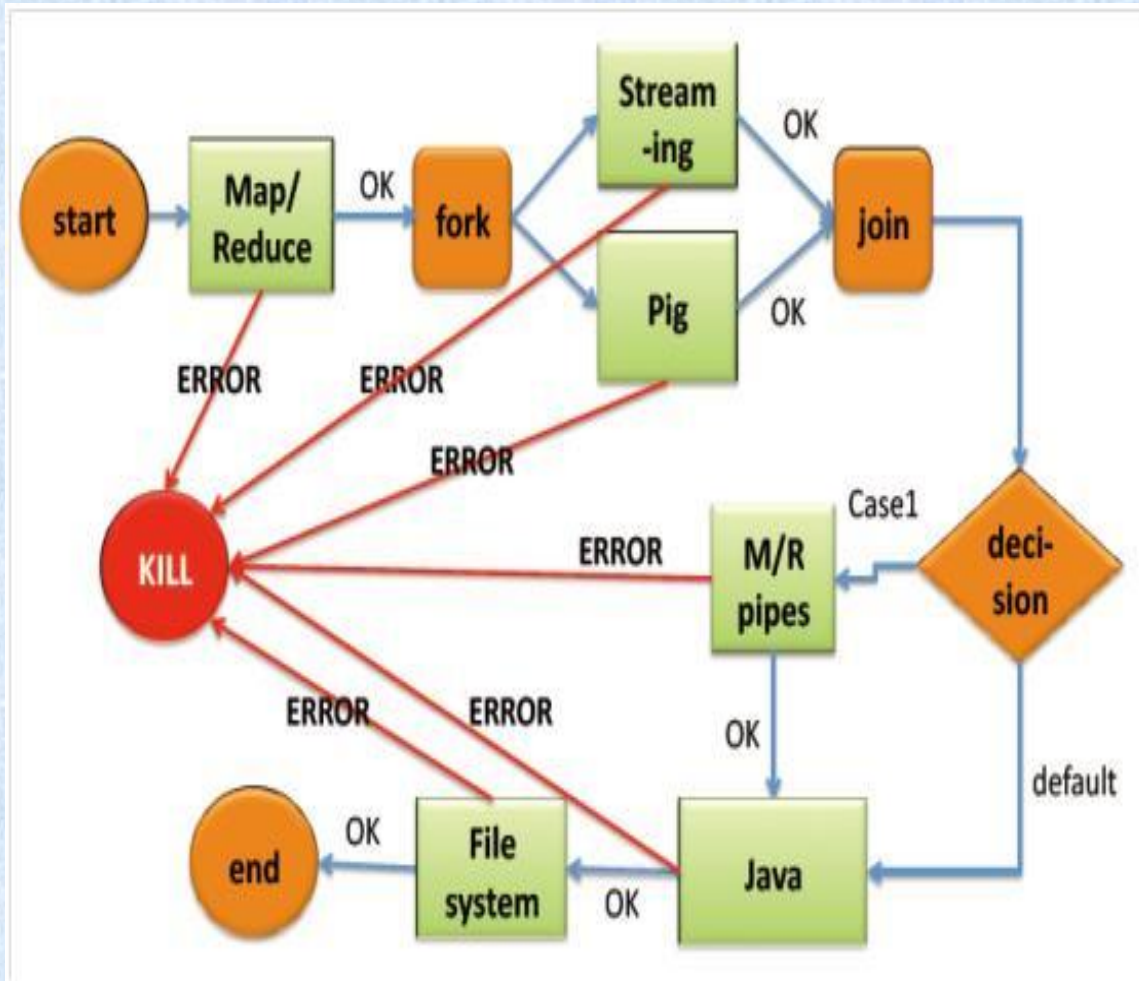 Stream
-ing
OK
start
Map/
Reduce
OK
fork
join
Pig
OK
ERROR
ERROR
ERROR
Case1
deci-
sion
M/R
pipes
ERROR
KILL
ERROR
ERROR
OK
default
end
OK
File
system
OK
Java